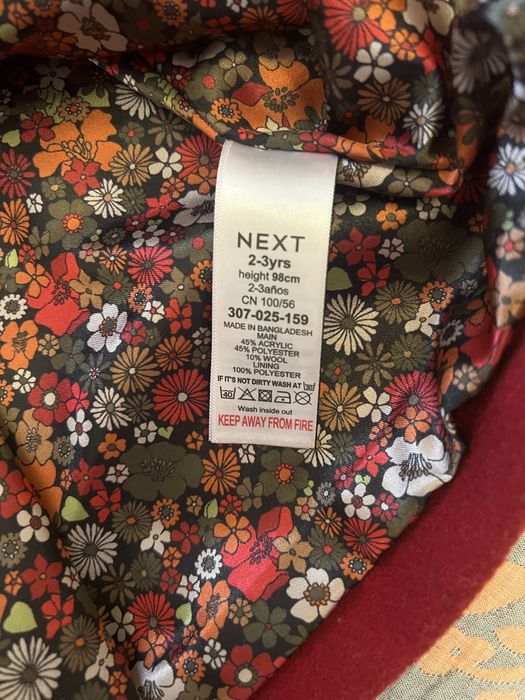 NEXT
2-3yrs
height 98cm
2-3años
CN 100/56
307-025-159
MADE IN BANGLADESH
MAIN
45% ACRYLIC
45% POLYESTER
10% WOOL
LINING
100% POLYESTER
IF IT'S NOT DIRTY WASH AT 30
40
Wash inside out
KEEP AWAY FROM FIRE